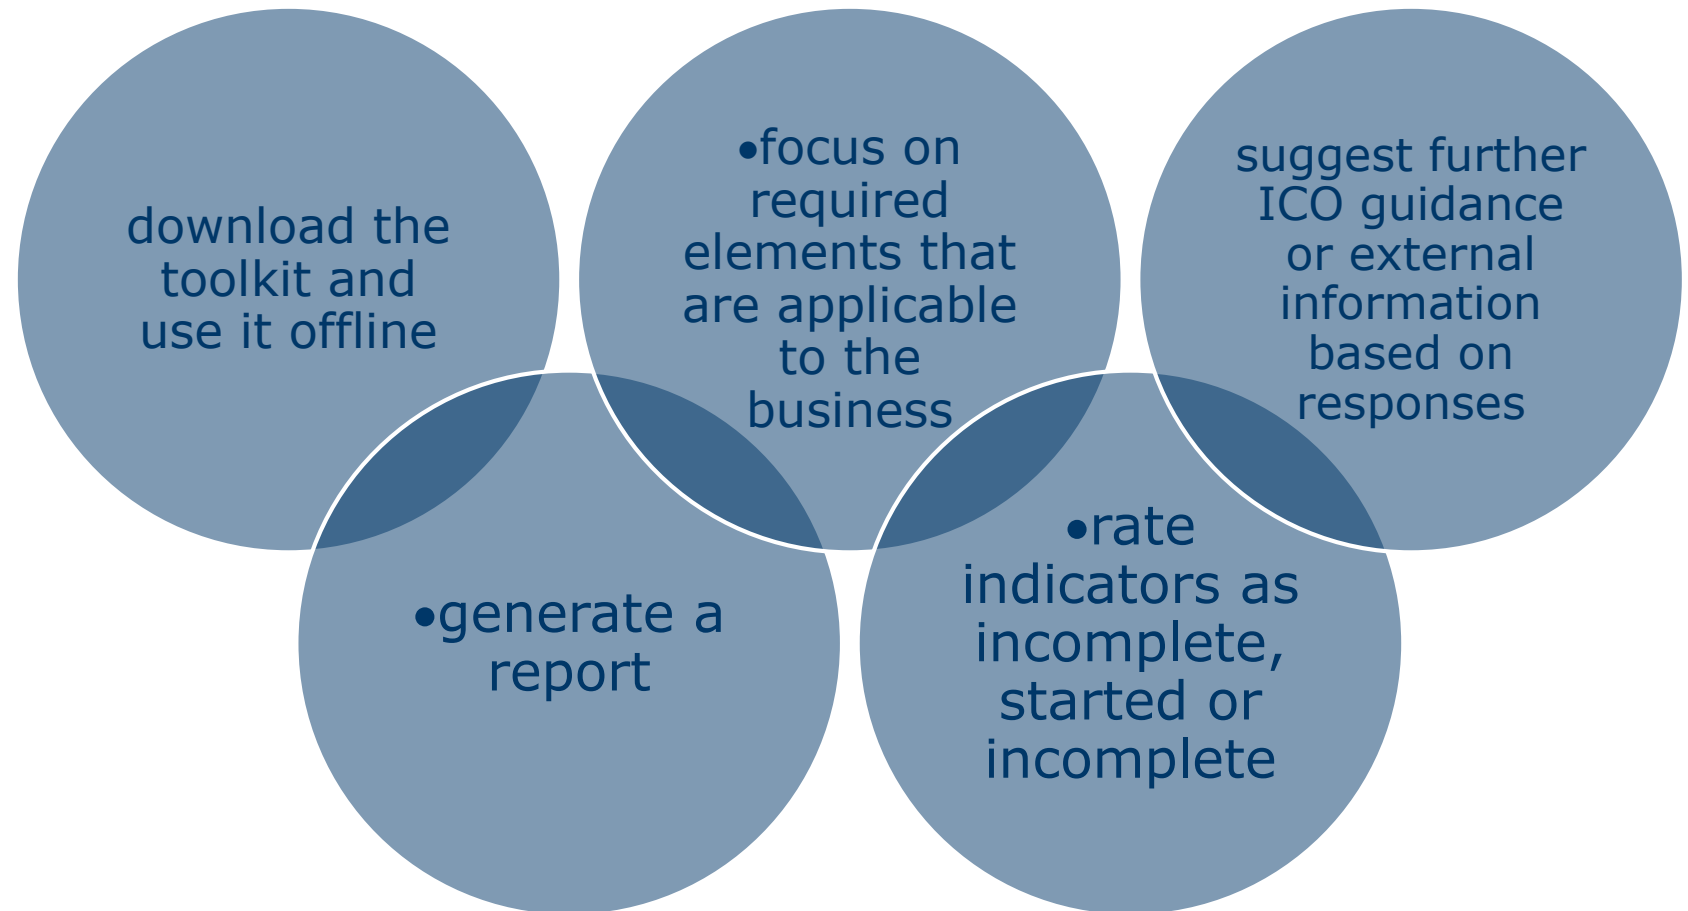 download the
toolkit and
use it offline
•generate a
report
•focus on
required
elements that
are applicable
to the
business
•rate
indicators as
incomplete,
started or
incomplete
suggest further
ICO guidance
or external
information
based on
responses